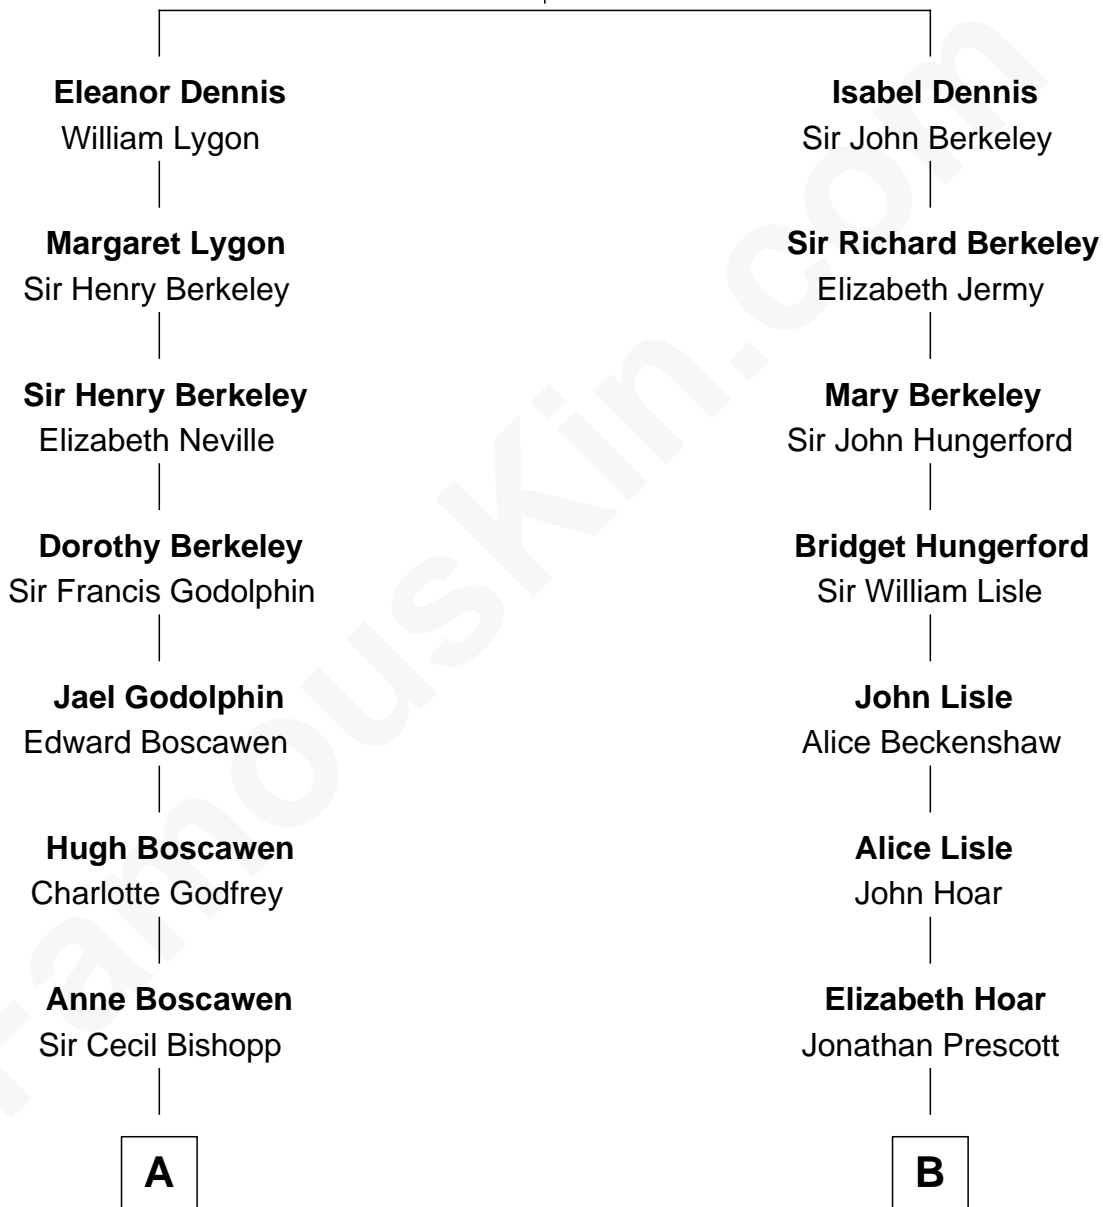 Eleanor Dennis
William Lygon
Isabel Dennis
Sir John Berkeley
Margaret Lygon
Sir Henry Berkeley
Sir Richard Berkeley
Elizabeth Jermy
Sir Henry Berkeley
Elizabeth Neville
Mary Berkeley
Sir John Hungerford
Dorothy Berkeley
Sir Francis Godolphin
Bridget Hungerford
Sir William Lisle
Jael Godolphin
Edward Boscawen
John Lisle
Alice Beckenshaw
Hugh Boscawen
Charlotte Godfrey
Alice Lisle
John Hoar
Anne Boscawen
Sir Cecil Bishopp
Elizabeth Hoar
Jonathan Prescott
A
B
FamousKin.com